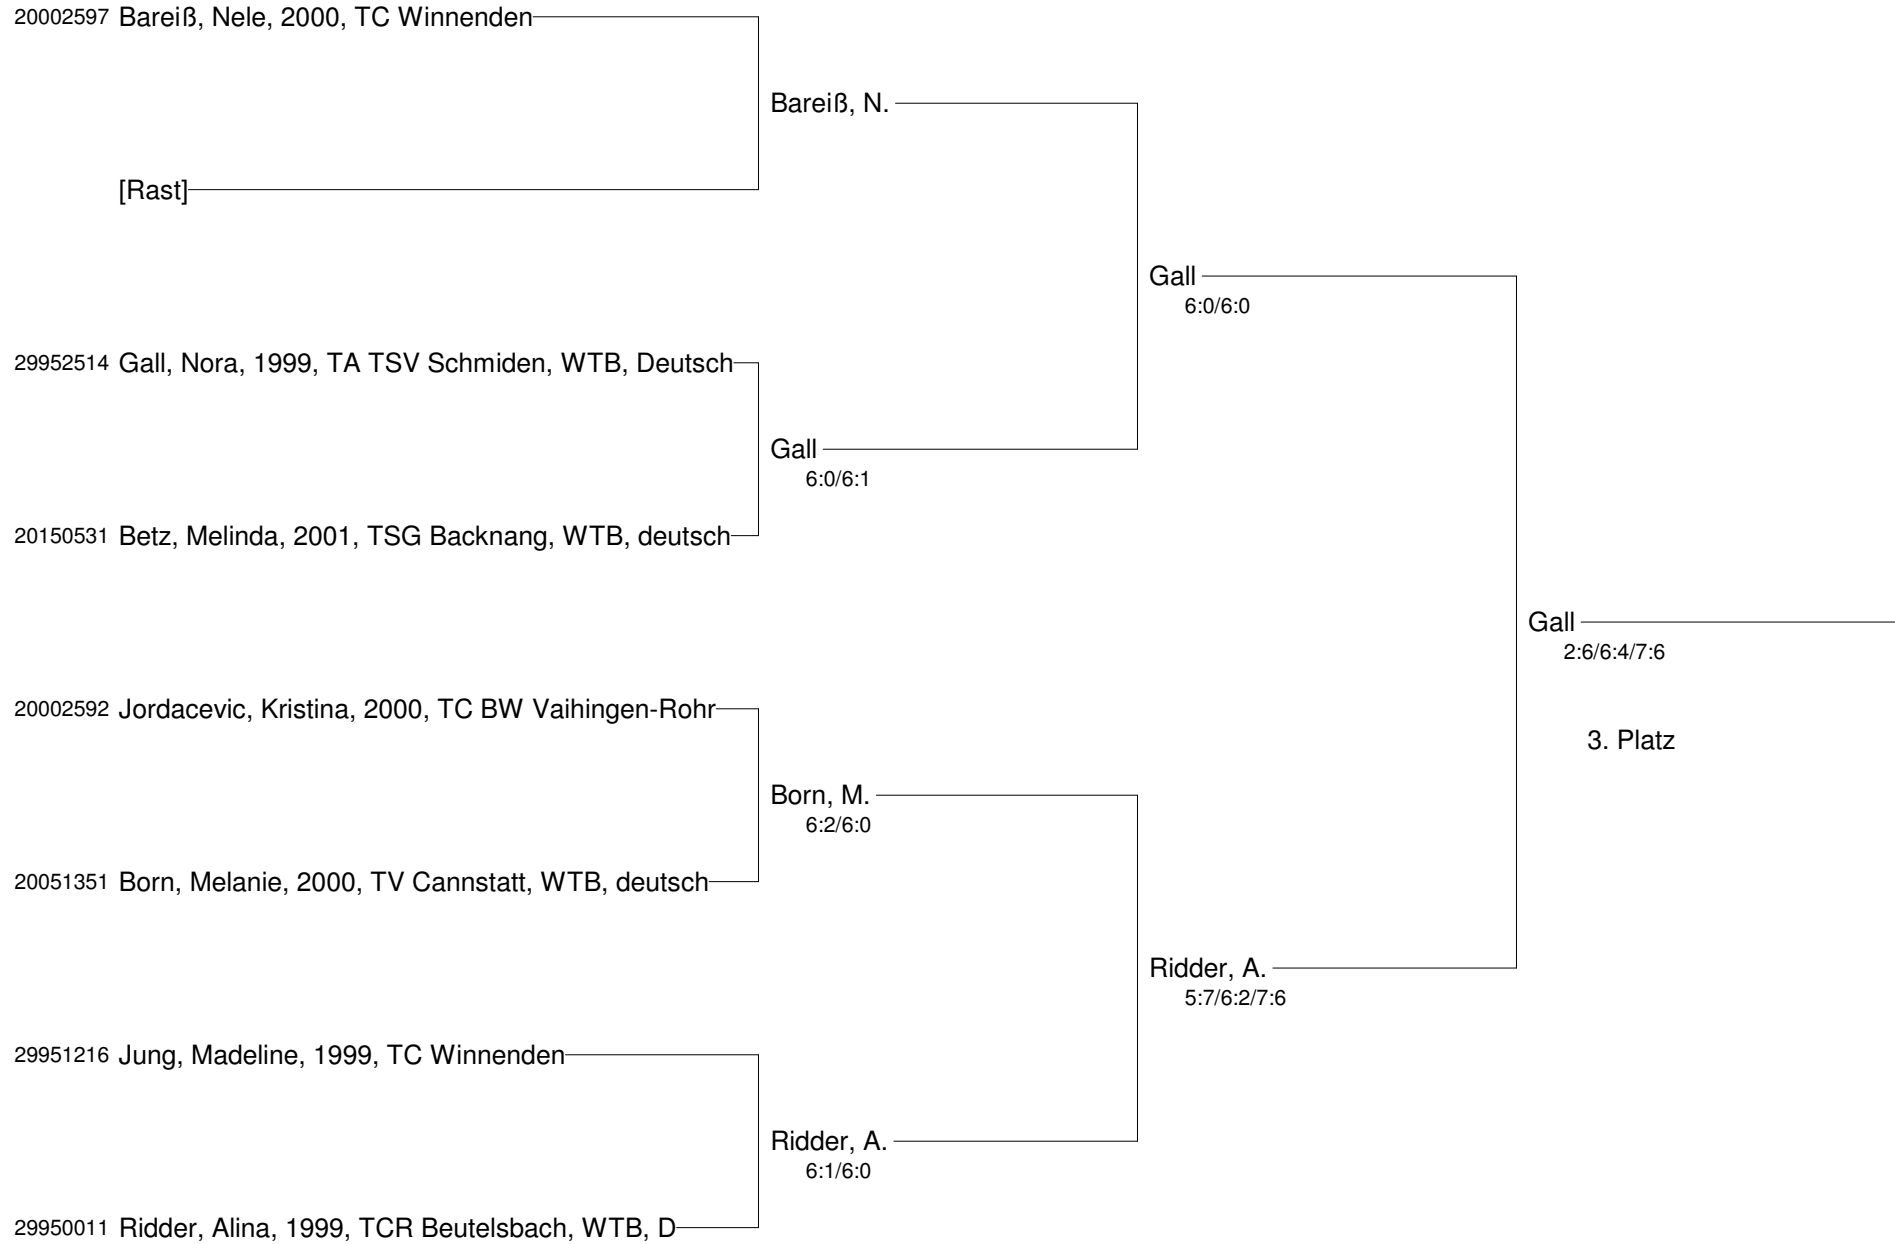 20002597 Bareiß, Nele, 2000, TC Winnenden
Bareiß, N.
[Rast]
Gall
6:0/6:0
29952514 Gall, Nora, 1999, TA TSV Schmiden, WTB, Deutsch
Gall
6:0/6:1
20150531 Betz, Melinda, 2001, TSG Backnang, WTB, deutsch
Gall
2:6/6:4/7:6
20002592 Jordacevic, Kristina, 2000, TC BW Vaihingen-Rohr
3. Platz
Born, M.
6:2/6:0
20051351 Born, Melanie, 2000, TV Cannstatt, WTB, deutsch
Ridder, A.
5:7/6:2/7:6
29951216 Jung, Madeline, 1999, TC Winnenden
Ridder, A.
6:1/6:0
29950011 Ridder, Alina, 1999, TCR Beutelsbach, WTB, D